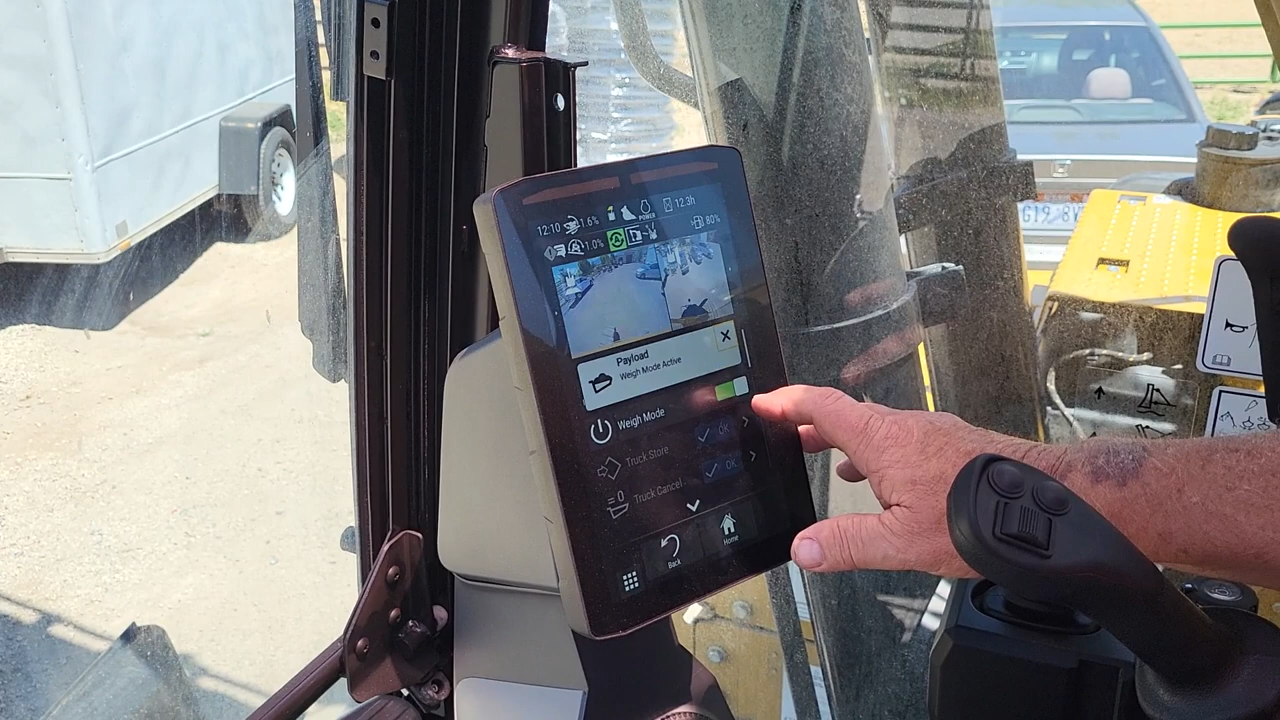 12:10 1.6% POWER 12.3h
1.0% 80%
Payload
Weigh Mode Active
X
Weigh Mode
Truck Store OK
Truck Cancel OK
Back Home